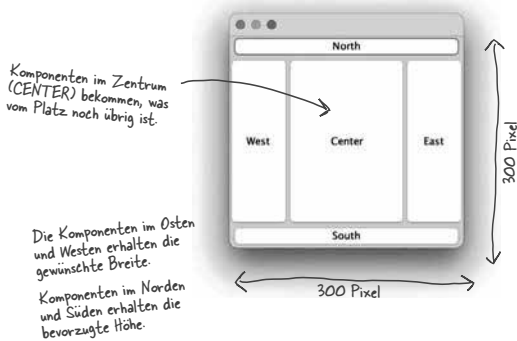 North
Komponenten im Zentrum
(CENTER) bekommen, was
vom Platz noch übrig ist.
West
Center
East
300 Pixel
South
Die Komponenten im Osten
und Westen erhalten die
gewünschte Breite.
300 Pixel
Komponenten im Norden
und Süden erhalten die
bevorzugte Höhe.